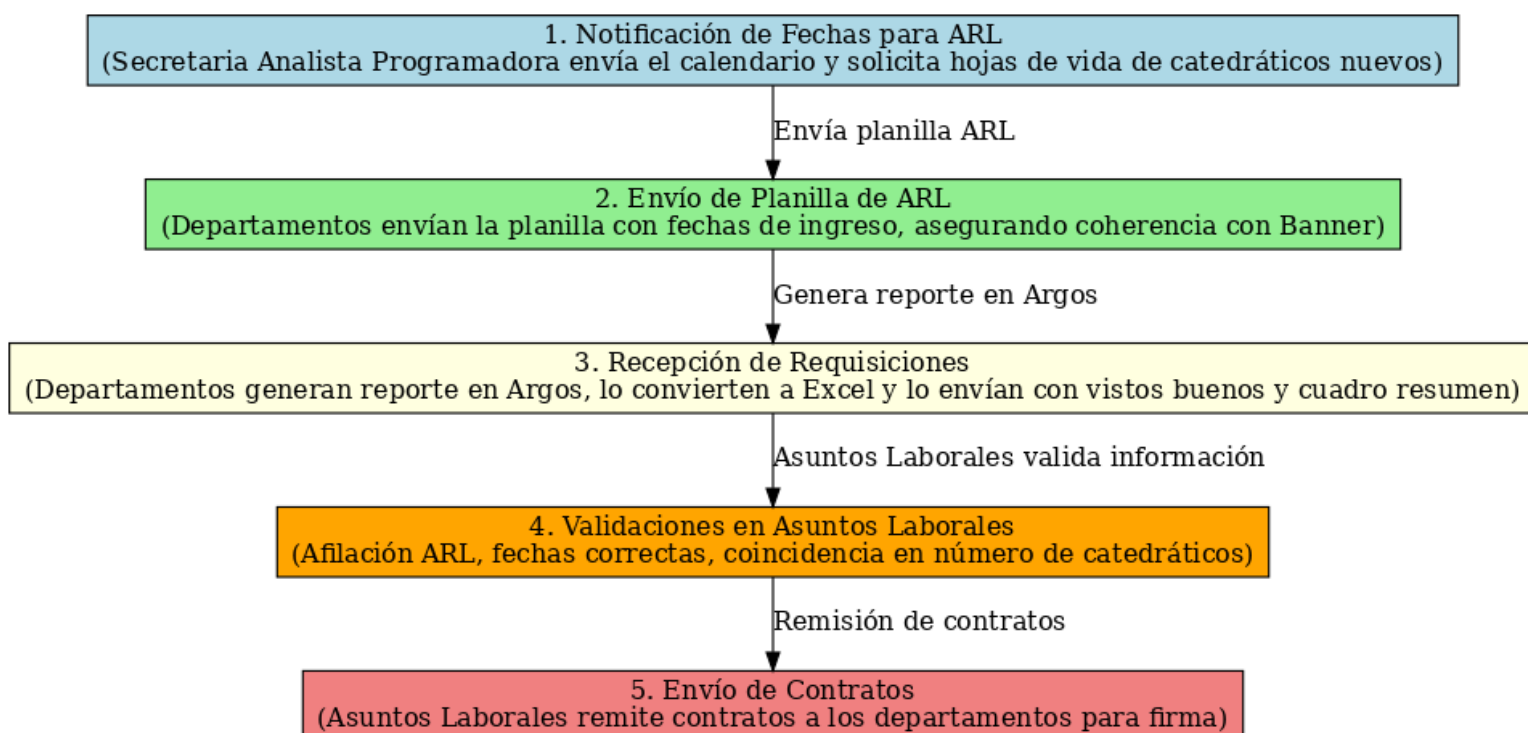 1. Notificación de Fechas para ARL
(Secretaria Analista Programadora envía el calendario y solicita hojas de vida de catedráticos nuevos)
Envía planilla ARL
2. Envío de Planilla de ARL
(Departamentos envían la planilla con fechas de ingreso, asegurando coherencia con Banner)
Genera reporte en Argos
3. Recepción de Requisiciones
(Departamentos generan reporte en Argos, lo convierten a Excel y lo envían con vistos buenos y cuadro resumen)
Asuntos Laborales valida información
4. Validaciones en Asuntos Laborales
(Afilación ARL, fechas correctas, coincidencia en número de catedráticos)
Remisión de contratos
5. Envío de Contratos
(Asuntos Laborales remite contratos a los departamentos para firma)